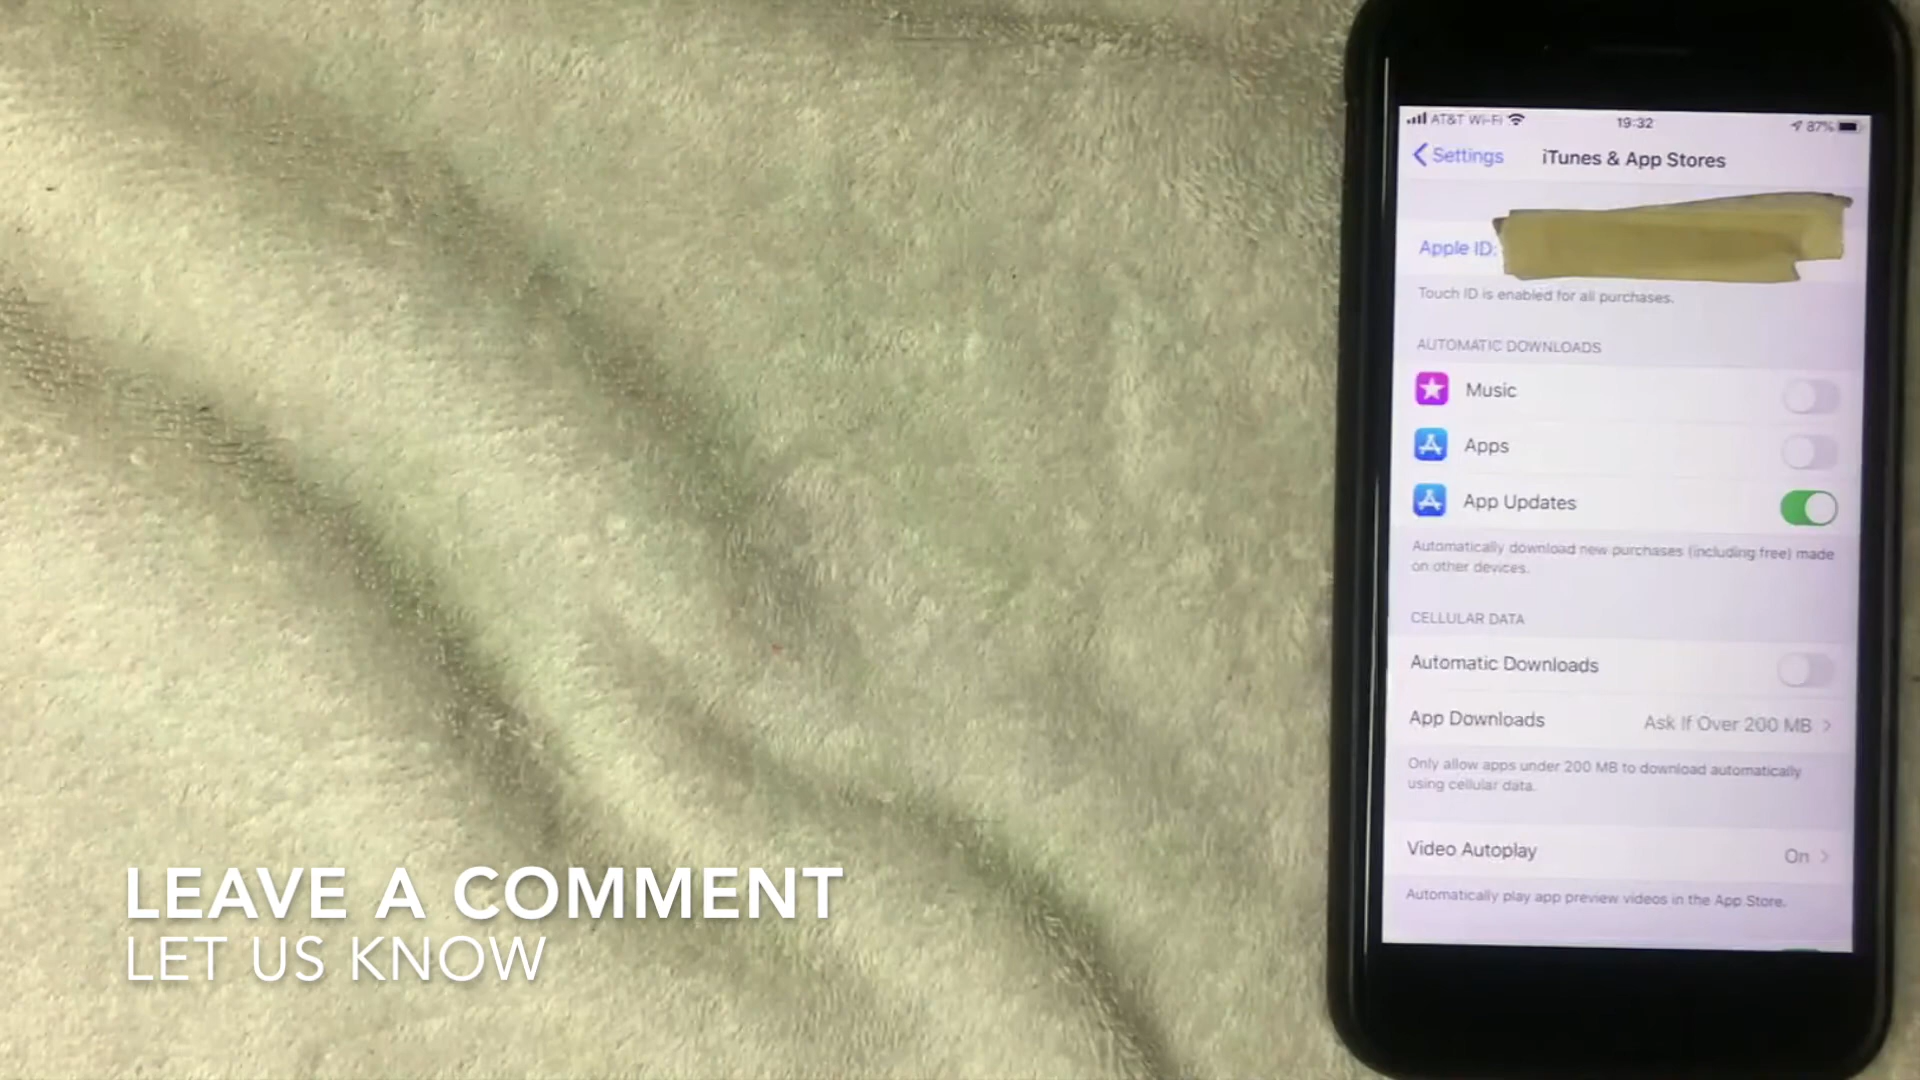 AT&T Wi-Fi 19:32 87%
Settings iTunes & App Stores
Apple ID:
Touch ID is enabled for all purchases.
AUTOMATIC DOWNLOADS
Music
Apps
App Updates
Automatically download new purchases (including free) made
on other devices.
CELLULAR DATA
Automatic Downloads
App Downloads Ask If Over 200 MB
Only allow apps under 200 MB to download automatically
using cellular data.
Video Autoplay On
Automatically play app preview videos in the App Store.
LEAVE A COMMENT
LET US KNOW